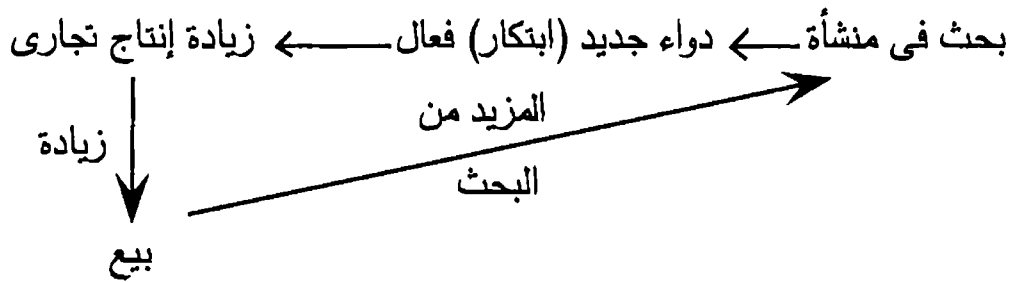 بحث فى منشأة ← دواء جديد (ابتكار) فعال ← زيادة إنتاج تجارى
المزيد من
زيادة
البحث
بيع